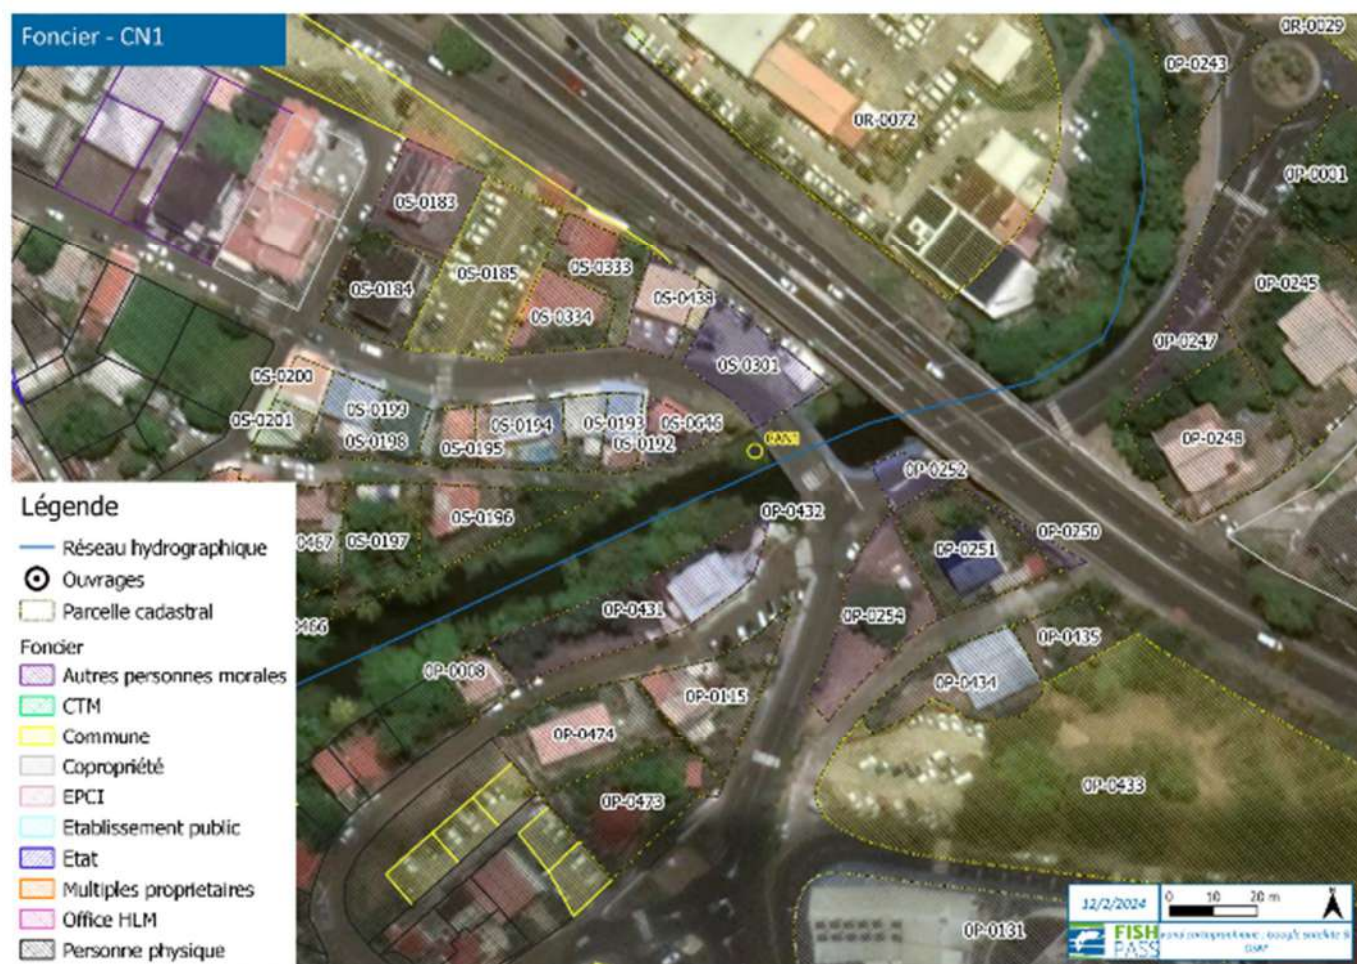 Foncier - CN1
0R-0029
0P-0243
0R-0072
0P-0001
0S-0183
0S-0333
0S-0185
0S-0184
0S-0438
0P-0245
0S-0334
0P-0247
0S-0301
0S-0200
0S-0199
0S-0201
0S-0194
0S-0193
0S-0646
0S-0198
0S-0195
0S-0192
0P-0248
0P-0252
0S-0196
0P-0432
0P-0250
0S-0197
0P-0251
0P-0431
0P-0254
0P-0435
0P-0008
0P-0434
0P-0115
0P-0474
0P-0433
0P-0473
0P-0131
Légende
Réseau hydrographique
Ouvrages
Parcelle cadastral
Foncier
Autres personnes morales
CTM
Commune
Copropriété
EPCI
Etablissement public
Etat
Multiples proprietaires
Office HLM
Personne physique
12/2/2024
0 10 20 m
N
FISH
PASS